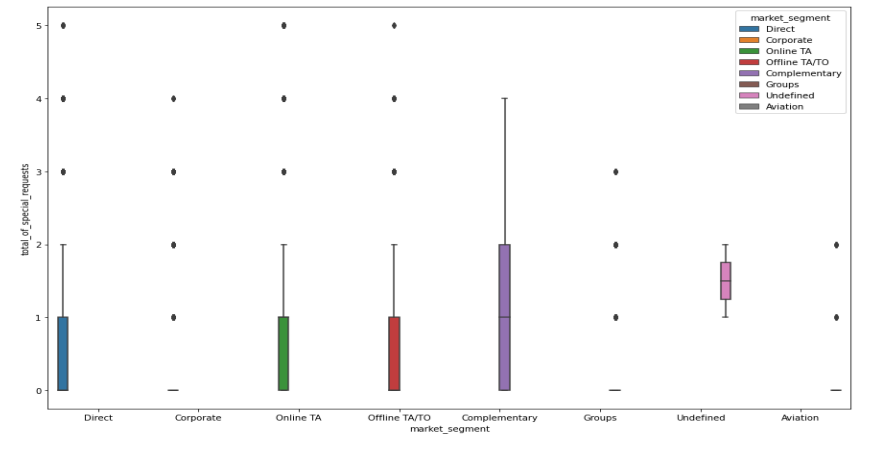 market_segment
Direct
Corporate
Online TA
Offline TA/TO
Complementary
Groups
Undefined
Aviation
total_of_special_requests
5
4
3
2
1
0
Direct Corporate Online TA Offline TA/TO Complementary Groups Undefined Aviation
market_segment